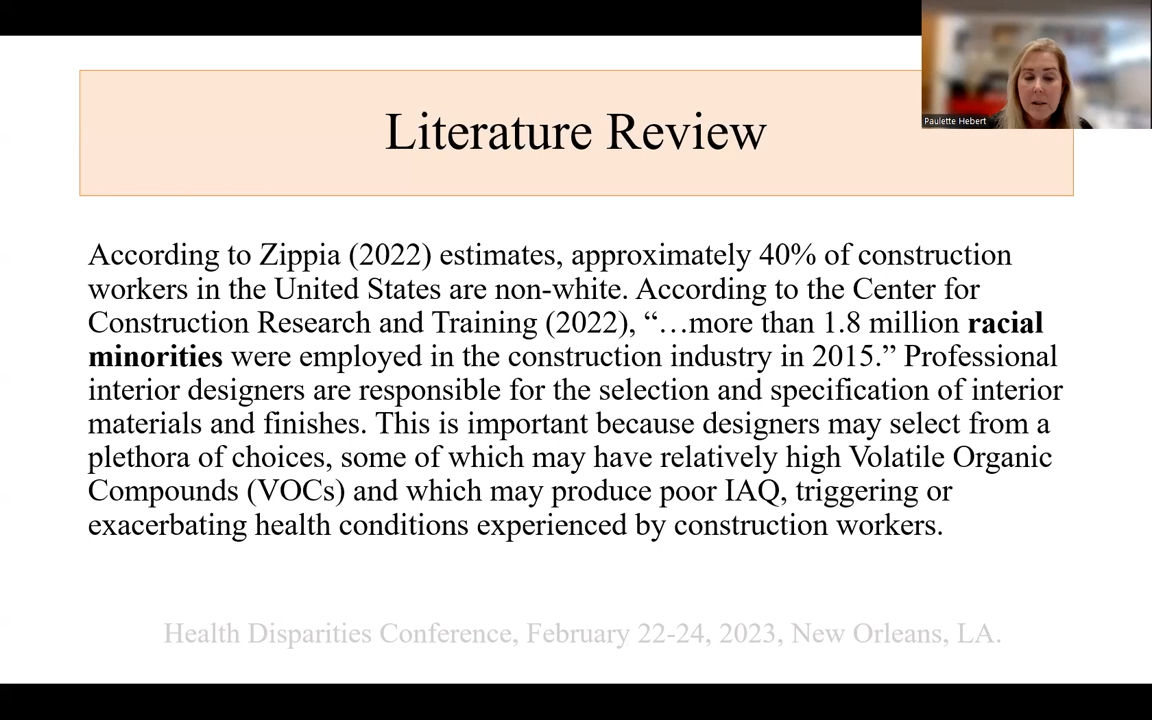 Literature Review
Paulette Hebert
According to Zippia (2022) estimates, approximately 40% of construction
workers in the United States are non-white. According to the Center for
Construction Research and Training (2022), “…more than 1.8 million racial
minorities were employed in the construction industry in 2015.” Professional
interior designers are responsible for the selection and specification of interior
materials and finishes. This is important because designers may select from a
plethora of choices, some of which may have relatively high Volatile Organic
Compounds (VOCs) and which may produce poor IAQ, triggering or
exacerbating health conditions experienced by construction workers.
Health Disparities Conference, February 22-24, 2023, New Orleans, LA.